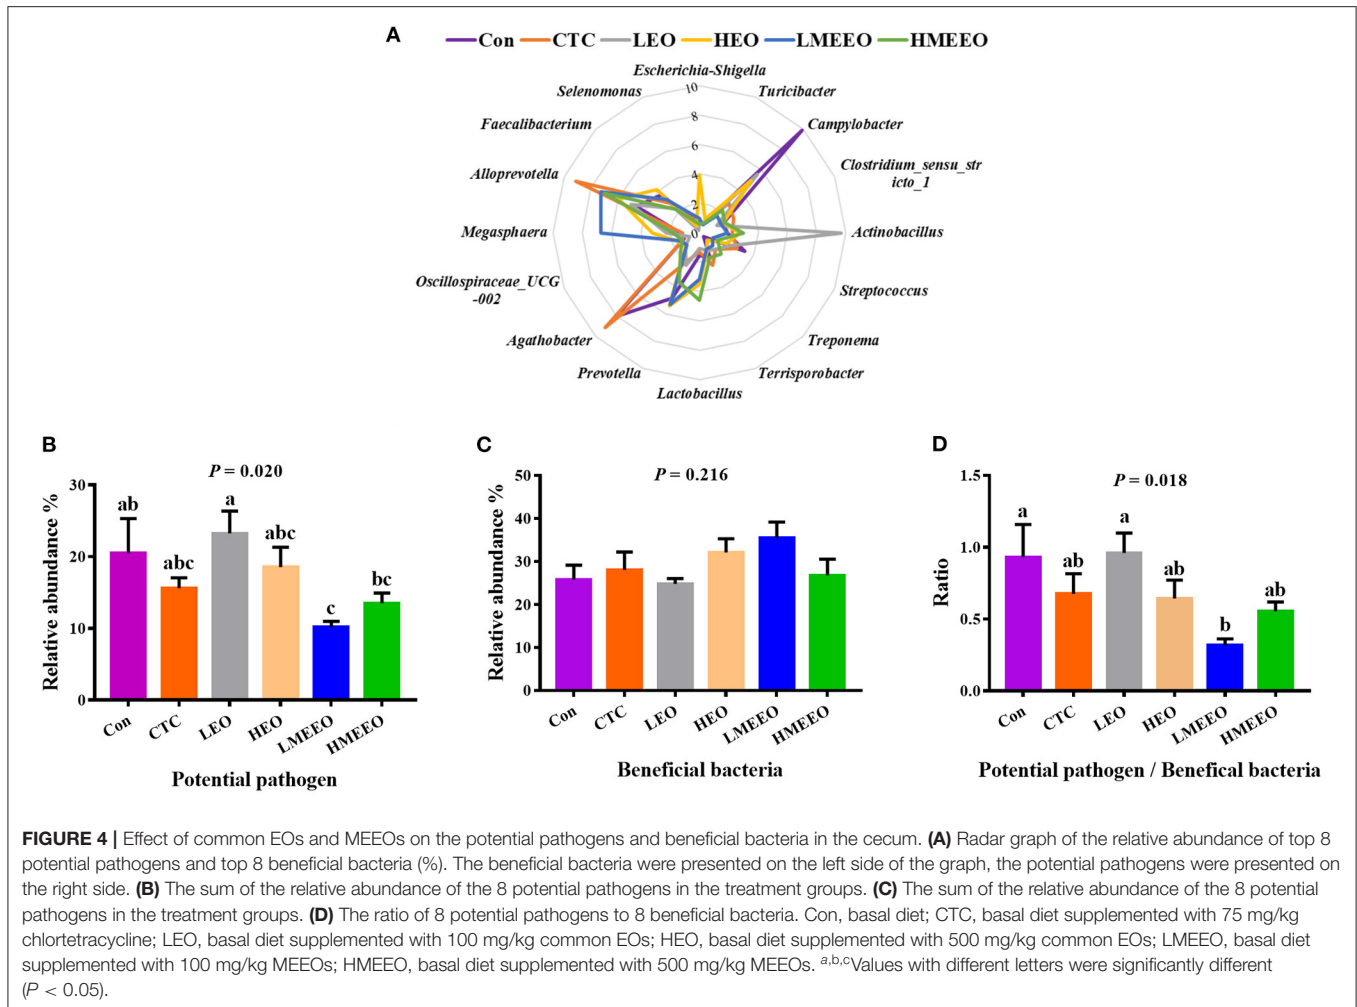 A
Con CTC LEO HEO LMEEO HMEEO
Escherichia-Shigella
Selenomonas
Turicibacter
Faecalibacterium
Campylobacter
Alloprevotella
Clostridium_sensu_str
icto_1
Megasphaera
Actinobacillus
Oscillospiraceae_UCG
-002
Streptococcus
Agathobacter
Treponema
Prevotella
Terrisporobacter
Lactobacillus
10
8
6
4
2
0
B
P = 0.020
Relative abundance %
30
20
10
0
ab
abc
a
abc
c
bc
Con
CTC
LEO
HEO
LMEEO
HMEEO
Potential pathogen
C
P = 0.216
Relative abundance %
50
40
30
20
10
0
Con
CTC
LEO
HEO
LMEEO
HMEEO
Beneficial bacteria
D
P = 0.018
Ratio
1.5
1.0
0.5
0.0
a
ab
a
ab
b
ab
Con
CTC
LEO
HEO
LMEEO
HMEEO
Potential pathogen / Benefical bacteria
FIGURE 4 | Effect of common EOs and MEEOs on the potential pathogens and beneficial bacteria in the cecum. (A) Radar graph of the relative abundance of top 8
potential pathogens and top 8 beneficial bacteria (%). The beneficial bacteria were presented on the left side of the graph, the potential pathogens were presented on
the right side. (B) The sum of the relative abundance of the 8 potential pathogens in the treatment groups. (C) The sum of the relative abundance of the 8 potential
pathogens in the treatment groups. (D) The ratio of 8 potential pathogens to 8 beneficial bacteria. Con, basal diet; CTC, basal diet supplemented with 75 mg/kg
chlortetracycline; LEO, basal diet supplemented with 100 mg/kg common EOs; HEO, basal diet supplemented with 500 mg/kg common EOs; LMEEO, basal diet
supplemented with 100 mg/kg MEEOs; HMEEO, basal diet supplemented with 500 mg/kg MEEOs. a,b,cValues with different letters were significantly different
(P < 0.05).